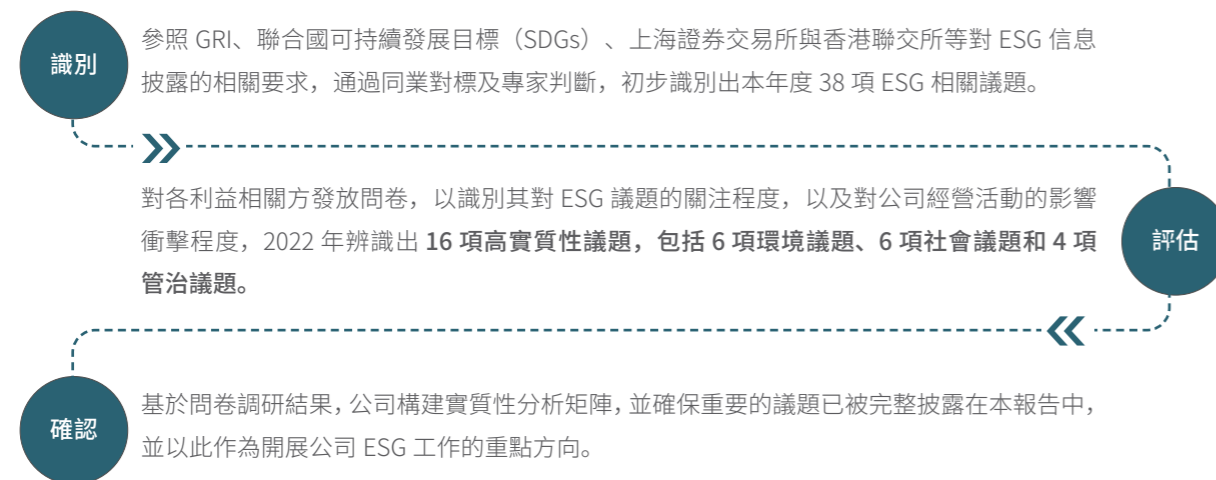 識別
參照 GRI、聯合國可持續發展目標（SDGs）、上海證券交易所與香港聯交所等對 ESG 信息
披露的相關要求，通過同業對標及專家判斷，初步識別出本年度 38 項 ESG 相關議題。
對各利益相關方發放問卷，以識別其對 ESG 議題的關注程度，以及對公司經營活動的影響
衝擊程度，2022 年辨識出 16 項高實質性議題，包括 6 項環境議題、6 項社會議題和 4 項
管治議題。
評估
確認
基於問卷調研結果，公司構建實質性分析矩陣，並確保重要的議題已被完整披露在本報告中，
並以此作為開展公司 ESG 工作的重點方向。